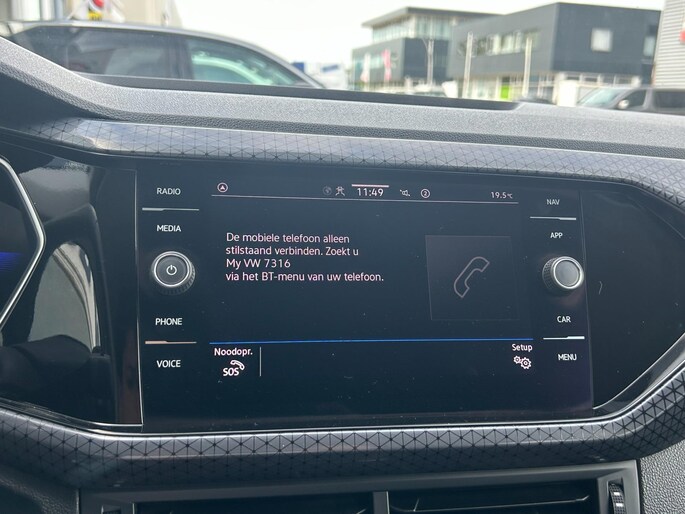 RADIO
MEDIA
PHONE
VOICE
11:49
2
19.5°C
De mobiele telefoon alleen
stilstaand verbinden. Zoekt u
My VW 7316
via het BT-menu van uw telefoon.
Noodopr.
SOS
Setup
NAV
APP
CAR
MENU